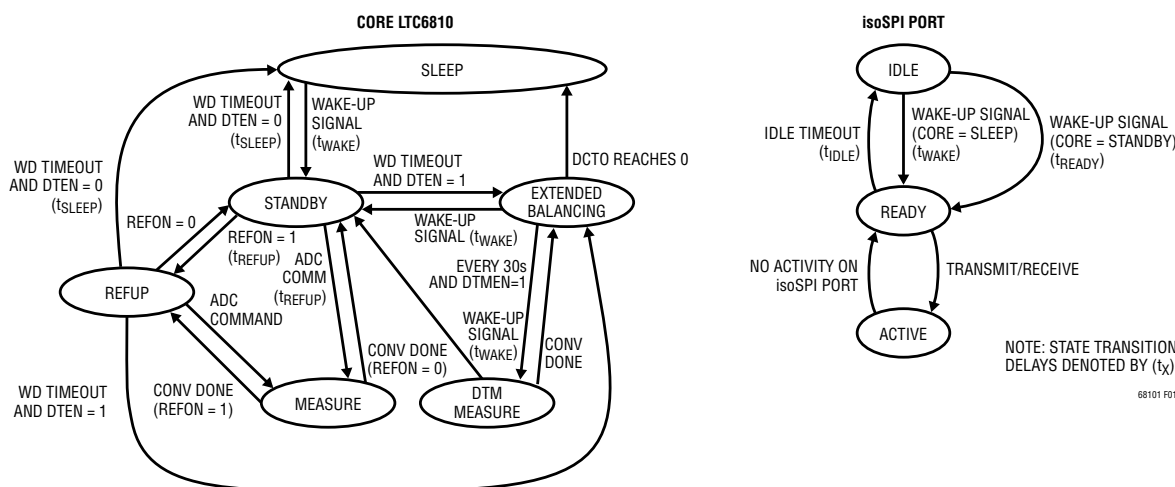 CORE LTC6810
isoSPI PORT
SLEEP
WD TIMEOUT
AND DTEN = 0
(tSLEEP)
WAKE-UP
SIGNAL
(tWAKE)
DCTO REACHES 0
WD TIMEOUT
AND DTEN = 0
(tSLEEP)
WD TIMEOUT
AND DTEN = 1
STANDBY
EXTENDED
BALANCING
WAKE-UP
SIGNAL (tWAKE)
REFON = 0
REFON = 1
(tREFUP)
ADC
COMM
(tREFUP)
EVERY 30s
AND DTMEN=1
REFUP
ADC
COMMAND
WAKE-UP
SIGNAL
(tWAKE)
CONV
DONE
CONV DONE
(REFON = 0)
WD TIMEOUT
AND DTEN = 1
CONV DONE
(REFON = 1)
MEASURE
DTM
MEASURE
IDLE
IDLE TIMEOUT
(tIDLE)
WAKE-UP SIGNAL
(CORE = SLEEP)
(tWAKE)
WAKE-UP SIGNAL
(CORE = STANDBY)
(tREADY)
READY
NO ACTIVITY ON
isoSPI PORT
TRANSMIT/RECEIVE
ACTIVE
NOTE: STATE TRANSITION
DELAYS DENOTED BY (tX)
68101 F01